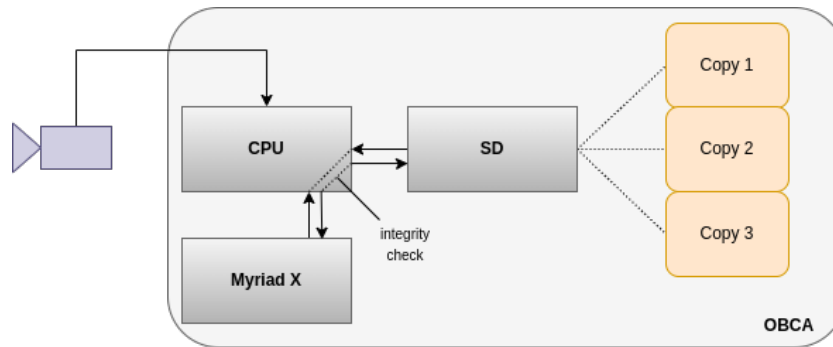 Copy 1
CPU
SD
Copy 2
Copy 3
integrity
check
Myriad X
OBCA